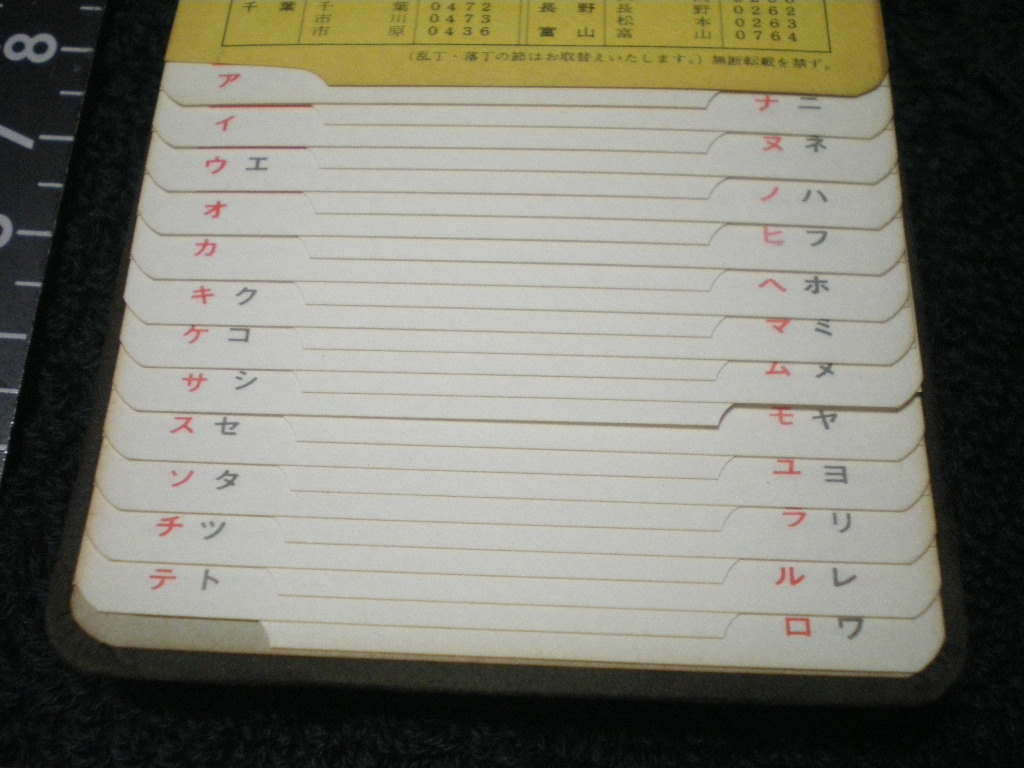 千葉 千葉 0472 長野 長野 0262
市川 0473 松本 0263
市原 0436 富山 富山 0764
(乱丁・落丁の節はお取替えいたします。)無断転載を禁ず。
ア
イ
ウ エ
オ
カ
キ ク
ケ コ
サ シ
ス セ
ソ タ
チ ツ
テ ト
ナ ニ
ヌ ネ
ノ ハ
ヒ フ
ヘ ホ
マ ミ
ム メ
モ ヤ
ユ ヨ
ラ リ
ル レ
ロ ワ
8
7